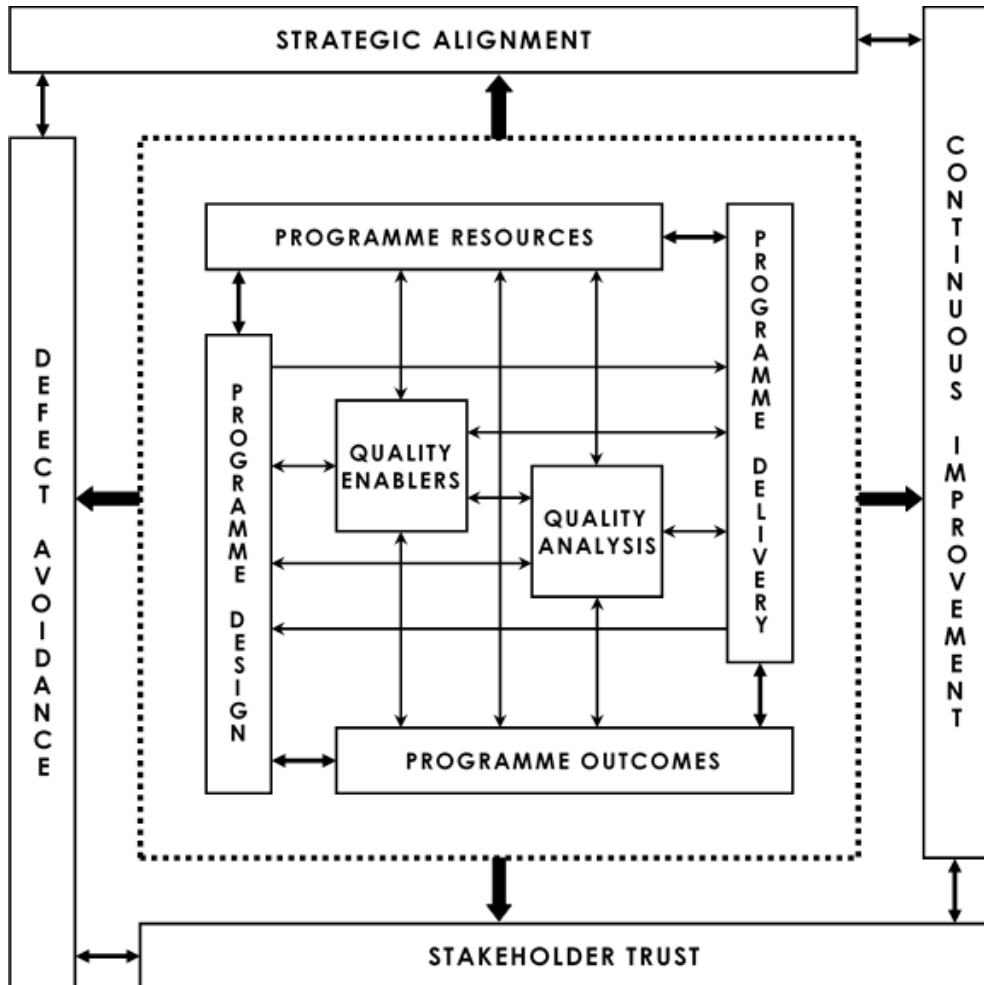 STRATEGIC ALIGNMENT
CONTINUOUS IMPROVEMENT
DEFECT AVOIDANCE
PROGRAMME RESOURCES
PROGRAMME DELIVERY
PROGRAMME DESIGN
QUALITY
ENABLERS
QUALITY
ANALYSIS
PROGRAMME OUTCOMES
STAKEHOLDER TRUST